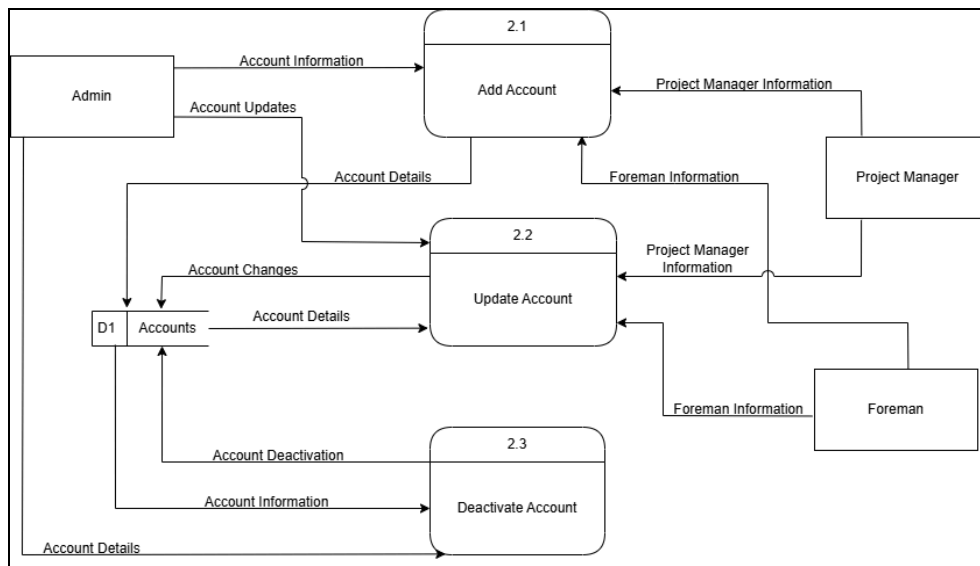 2.1
Account Information
Add Account
Project Manager Information
Admin
Account Updates
Account Details
Foreman Information
Project Manager
2.2
Project Manager
Information
Account Changes
Update Account
D1
Accounts
Account Details
Foreman
Foreman Information
2.3
Account Deactivation
Account Information
Deactivate Account
Account Details